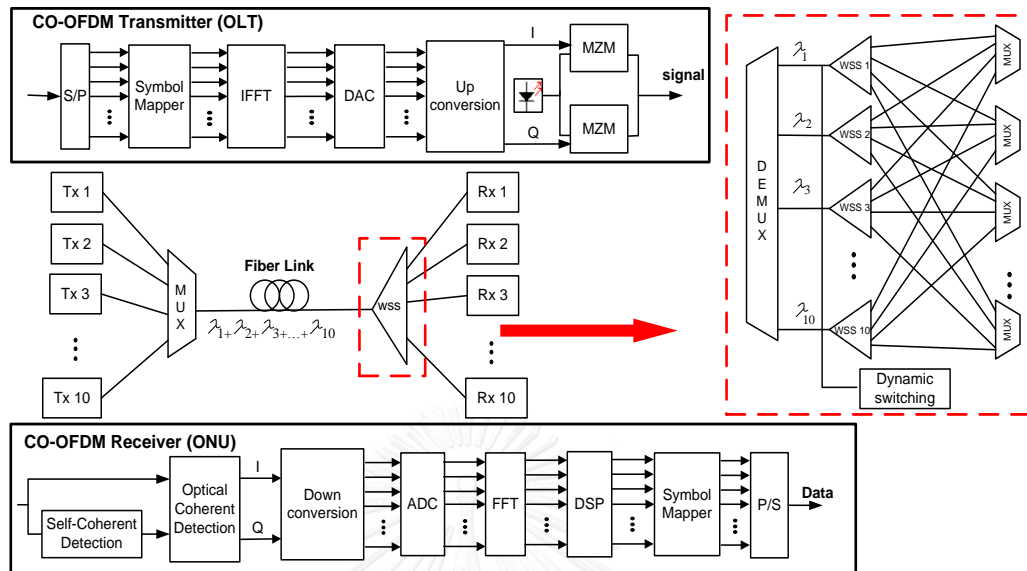 CO-OFDM Transmitter (OLT)
S/P
Symbol
Mapper
IFFT
DAC
Up
conversion
I
Q
MZM
MZM
signal
Tx 1
Tx 2
Tx 3
Tx 10
MUX
Fiber Link
λ1+ λ2+ λ3+...+ λ10
WSS
Rx 1
Rx 2
Rx 3
Rx 10
DEMUX
λ1
λ2
λ3
λ10
WSS 1
WSS 2
WSS 3
WSS 10
MUX
MUX
MUX
MUX
Dynamic
switching
CO-OFDM Receiver (ONU)
Self-Coherent
Detection
Optical
Coherent
Detection
I
Q
Down
conversion
ADC
FFT
DSP
Symbol
Mapper
P/S
Data